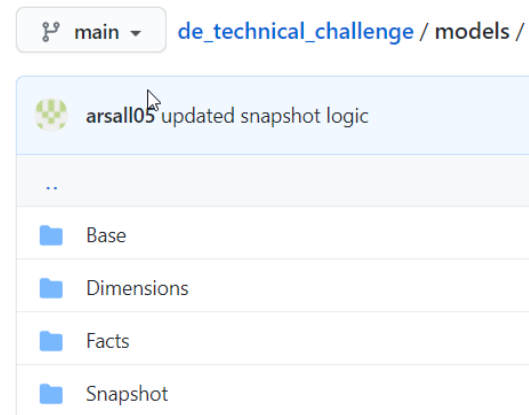 main de_technical_challenge / models /
arsall05 updated snapshot logic
..
Base
Dimensions
Facts
Snapshot